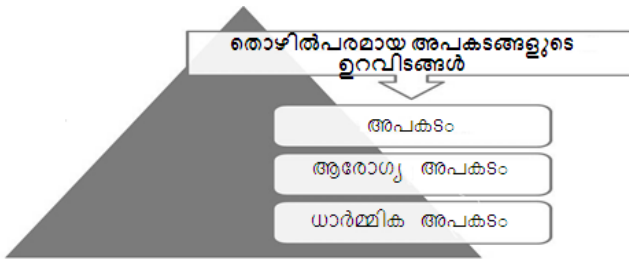 തൊഴിൽപരമായ അപകടങ്ങളുടെ
ഉറവിടങ്ങൾ
അപകടം
ആരോഗ്യ അപകടം
ധാർമ്മിക അപകടം